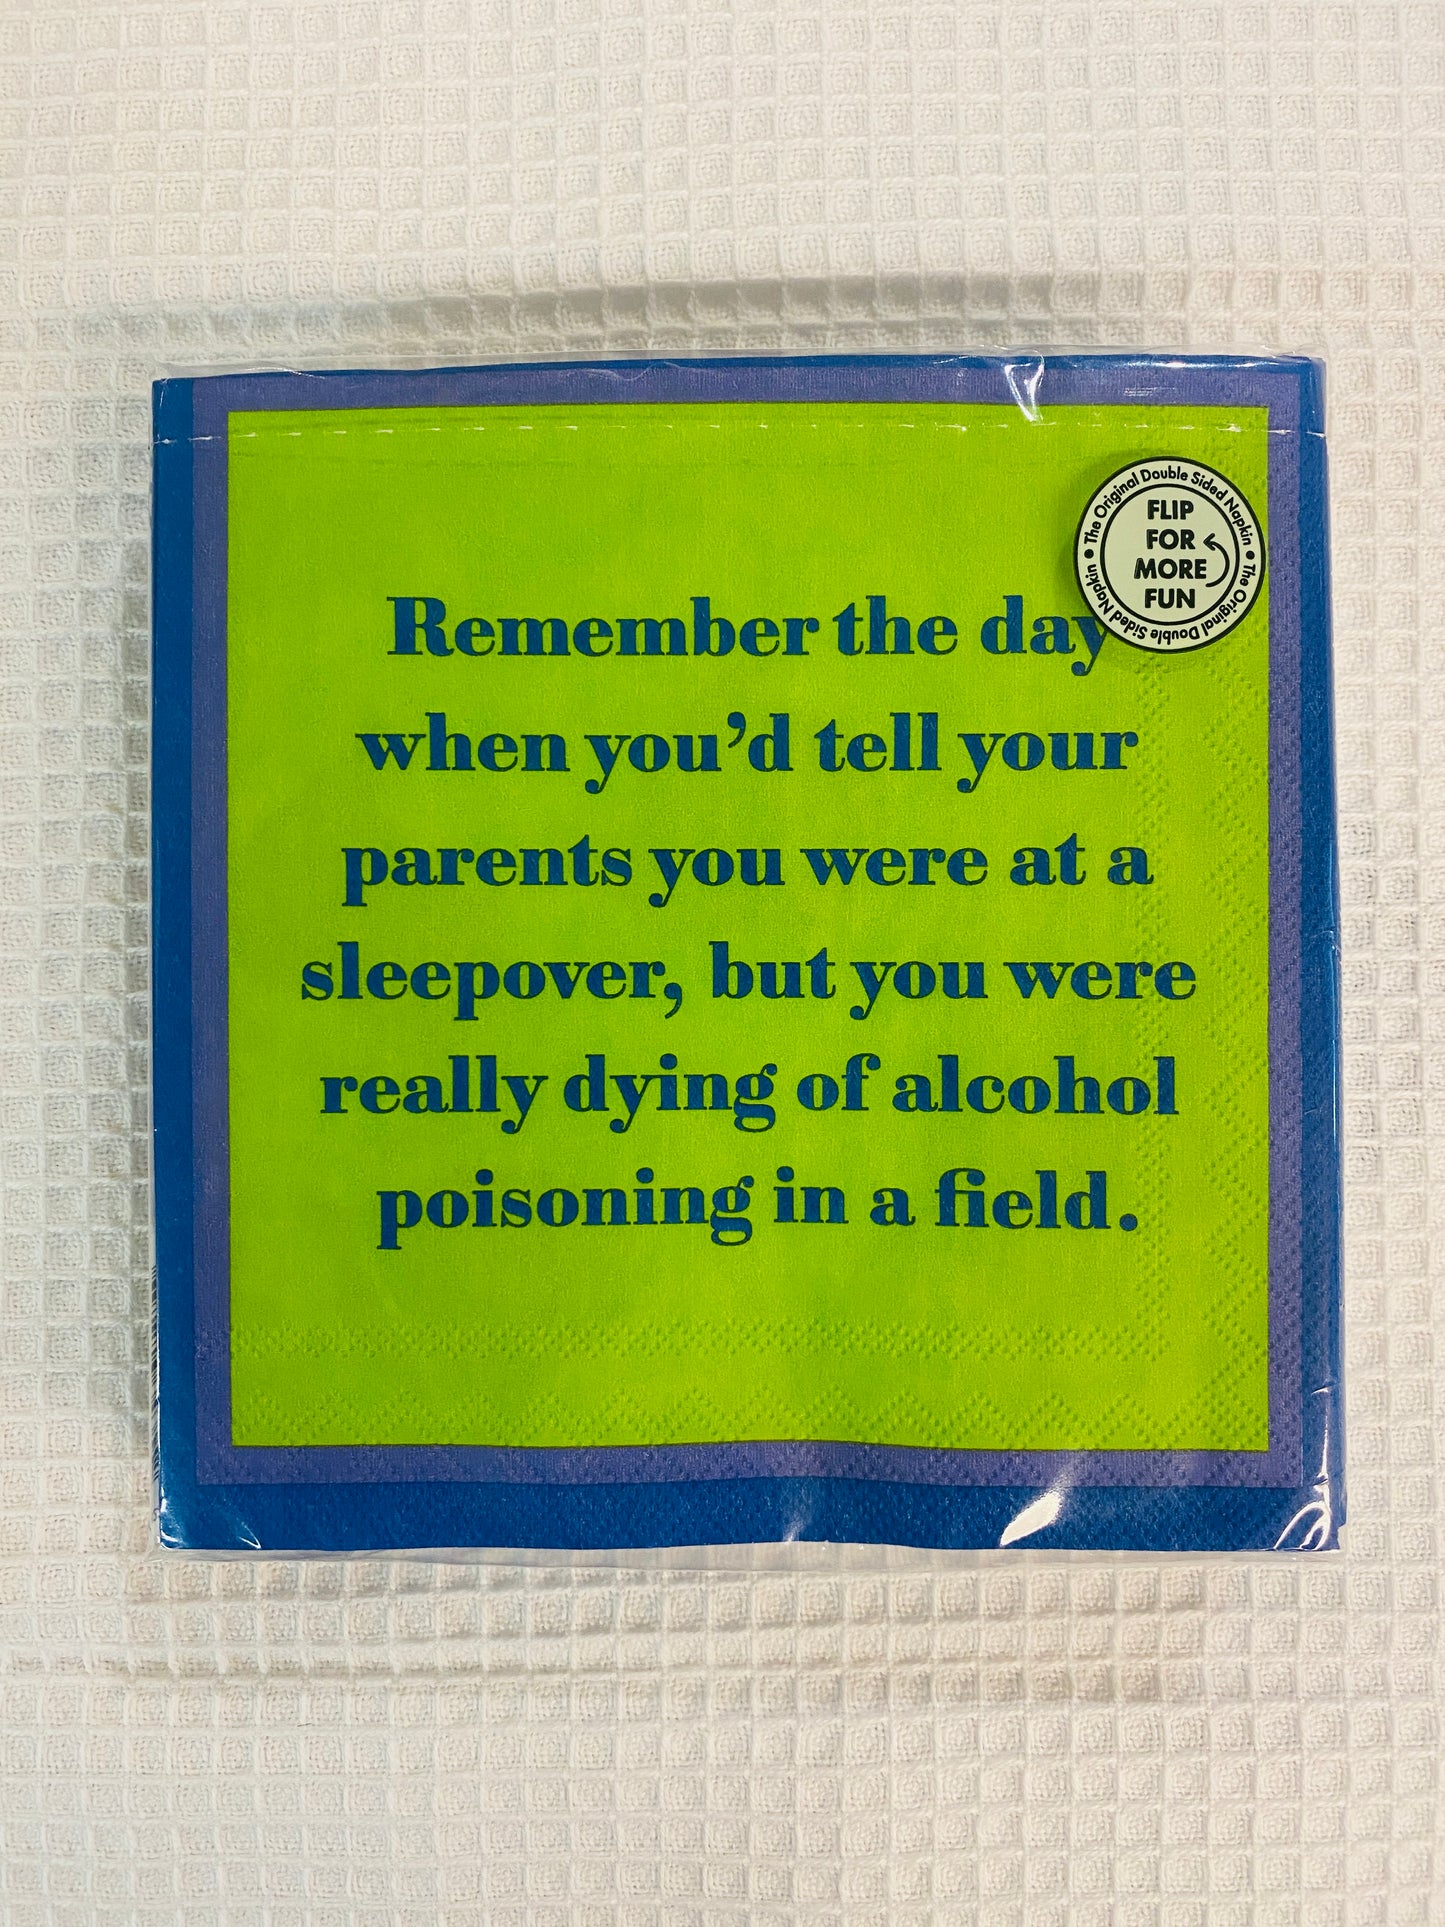 Remember the day
when you’d tell your
parents you were at a
sleepover, but you were
really dying of alcohol
poisoning in a field.
The Original Double Sided Napkin • The Original Double Sided Napkin •
FLIP
FOR
MORE
FUN